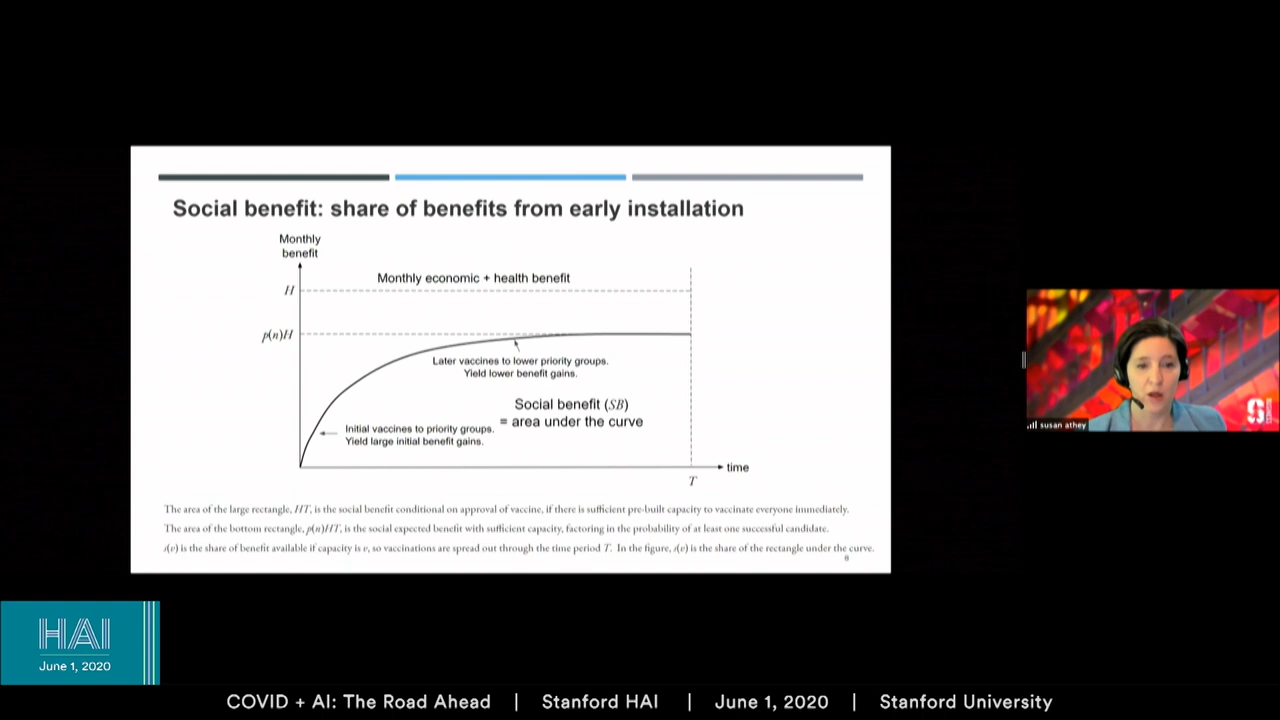 Social benefit: share of benefits from early installation
Monthly
benefit
Monthly economic + health benefit
H
p(n)H
Later vaccines to lower priority groups.
Yield lower benefit gains.
Social benefit (SB)
= area under the curve
Initial vaccines to priority groups.
Yield large initial benefit gains.
time
T
The area of the large rectangle, HT, is the social benefit conditional on approval of vaccine, if there is sufficient pre-built capacity to vaccinate everyone immediately.
The area of the bottom rectangle, p(n)HT, is the social expected benefit with sufficient capacity, factoring in the probability of at least one successful candidate.
s(v) is the share of benefit available if capacity is v, so vaccinations are spread out through the time period T. In the figure, s(v) is the share of the rectangle under the curve.
susan athey
S
HAI
June 1, 2020
COVID + AI: The Road Ahead | Stanford HAI | June 1, 2020 | Stanford University